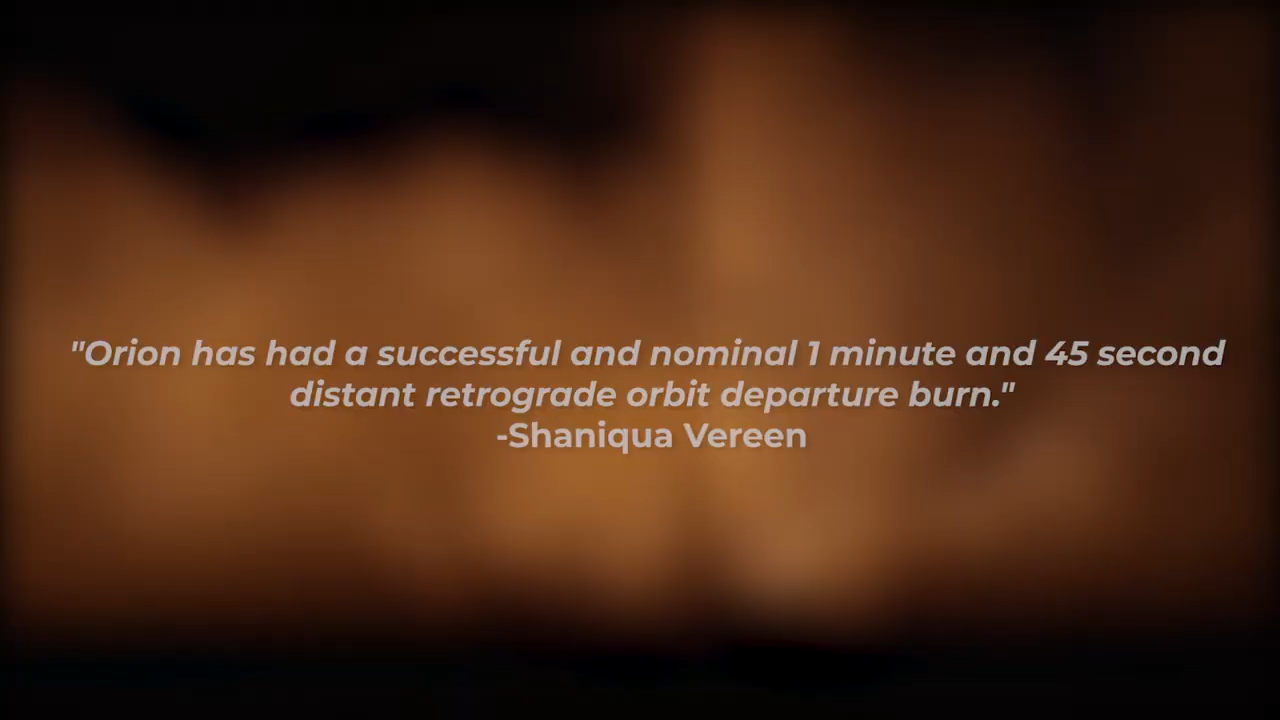 "Orion has had a successful and nominal 1 minute and 45 second
distant retrograde orbit departure burn."
-Shaniqua Vereen